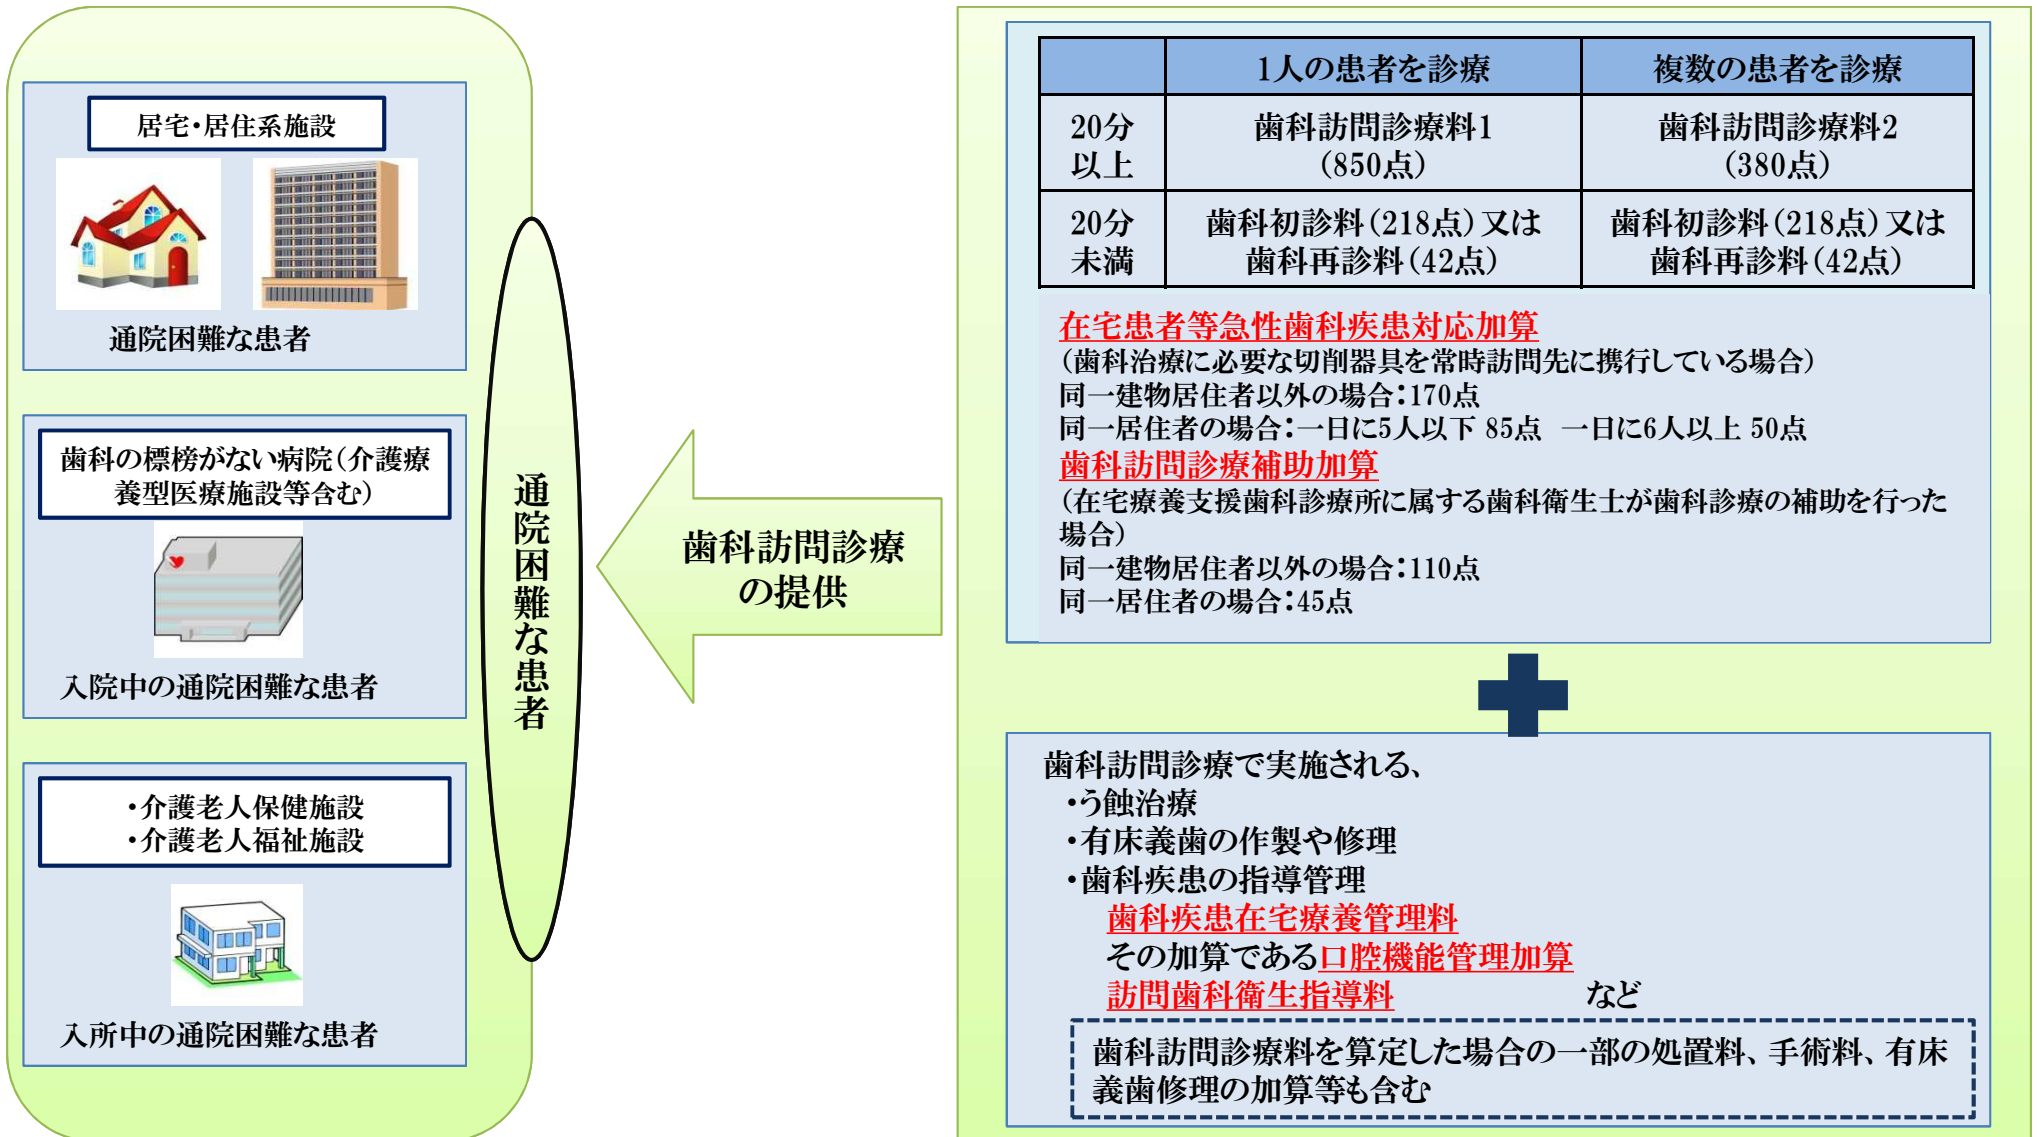 居宅・居住系施設
通院困難な患者
歯科の標榜がない病院（介護療
養型医療施設等含む）
入院中の通院困難な患者
・介護老人保健施設
・介護老人福祉施設
入所中の通院困難な患者
通院困難な患者
歯科訪問診療
の提供
1人の患者を診療
複数の患者を診療
20分
以上
歯科訪問診療料1
（850点）
歯科訪問診療料2
（380点）
20分
未満
歯科初診料（218点）又は
歯科再診料（42点）
歯科初診料（218点）又は
歯科再診料（42点）
在宅患者等急性歯科疾患対応加算
（歯科治療に必要な切削器具を常時訪問先に携行している場合）
同一建物居住者以外の場合：170点
同一居住者の場合：一日に5人以下 85点　一日に6人以上 50点
歯科訪問診療補助加算
（在宅療養支援歯科診療所に属する歯科衛生士が歯科診療の補助を行った
場合）
同一建物居住者以外の場合：110点
同一居住者の場合：45点
歯科訪問診療で実施される、
・う蝕治療
・有床義歯の作製や修理
・歯科疾患の指導管理
歯科疾患在宅療養管理料
その加算である口腔機能管理加算
訪問歯科衛生指導料　　　　　　など
歯科訪問診療料を算定した場合の一部の処置料、手術料、有床
義歯修理の加算等も含む